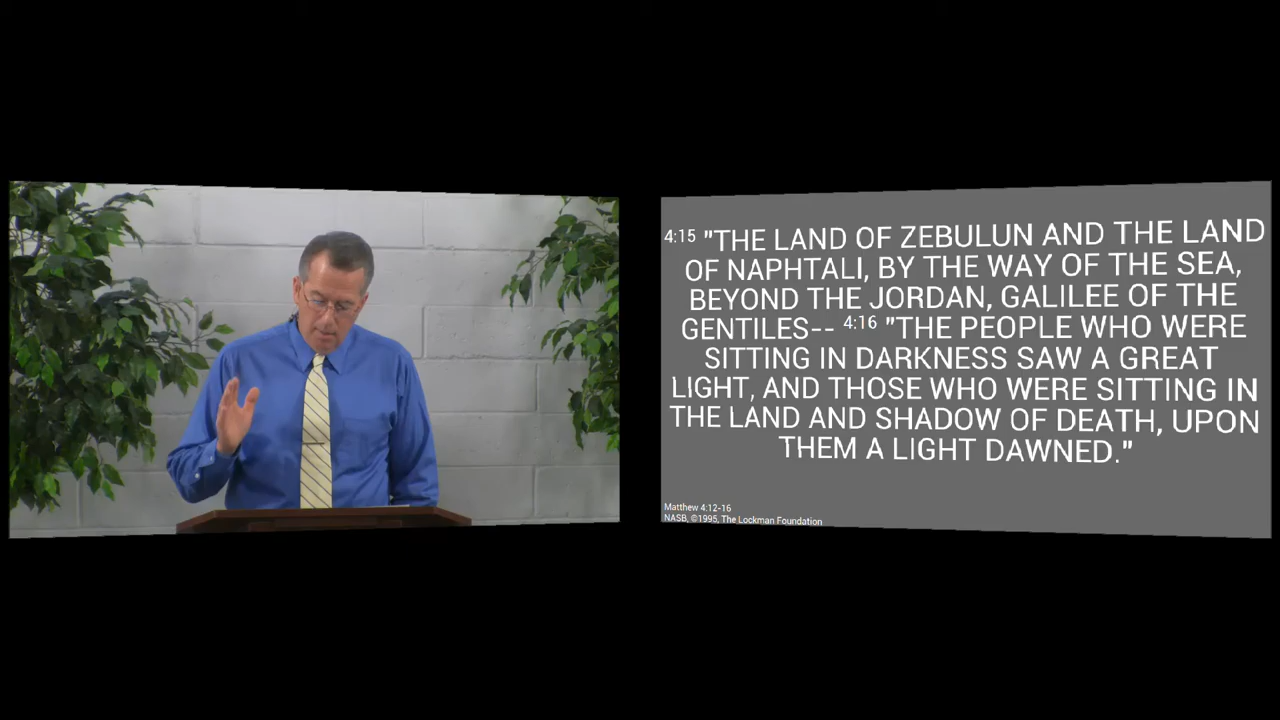 4:15 "THE LAND OF ZEBULUN AND THE LAND
OF NAPHTALI, BY THE WAY OF THE SEA,
BEYOND THE JORDAN, GALILEE OF THE
GENTILES-- 4:16 "THE PEOPLE WHO WERE
SITTING IN DARKNESS SAW A GREAT
LIGHT, AND THOSE WHO WERE SITTING IN
THE LAND AND SHADOW OF DEATH, UPON
THEM A LIGHT DAWNED."
Matthew 4:12-16
NASB, ©1995, The Lockman Foundation